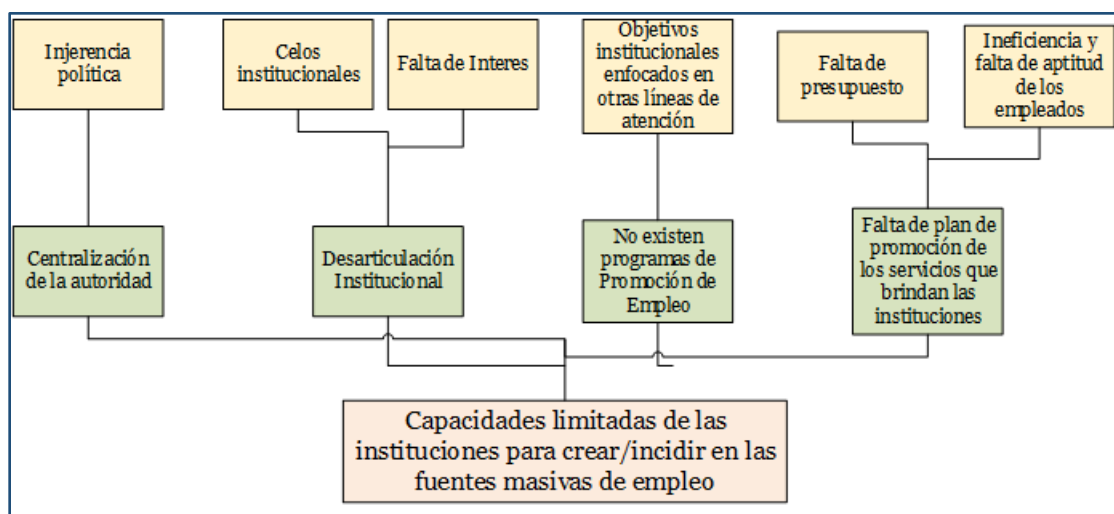 Injerencia
política
Celos
institucionales
Falta de Interes
Objetivos
institucionales
enfocados en
otras líneas de
atención
Falta de
presupuesto
Ineficiencia y
falta de aptitud
de los
empleados
Centralización
de la autoridad
Desarticulación
Institucional
No existen
programas de
Promoción de
Empleo
Falta de plan de
promoción de
los servicios que
brindan las
instituciones
Capacidades limitadas de las
instituciones para crear/incidir en las
fuentes masivas de empleo